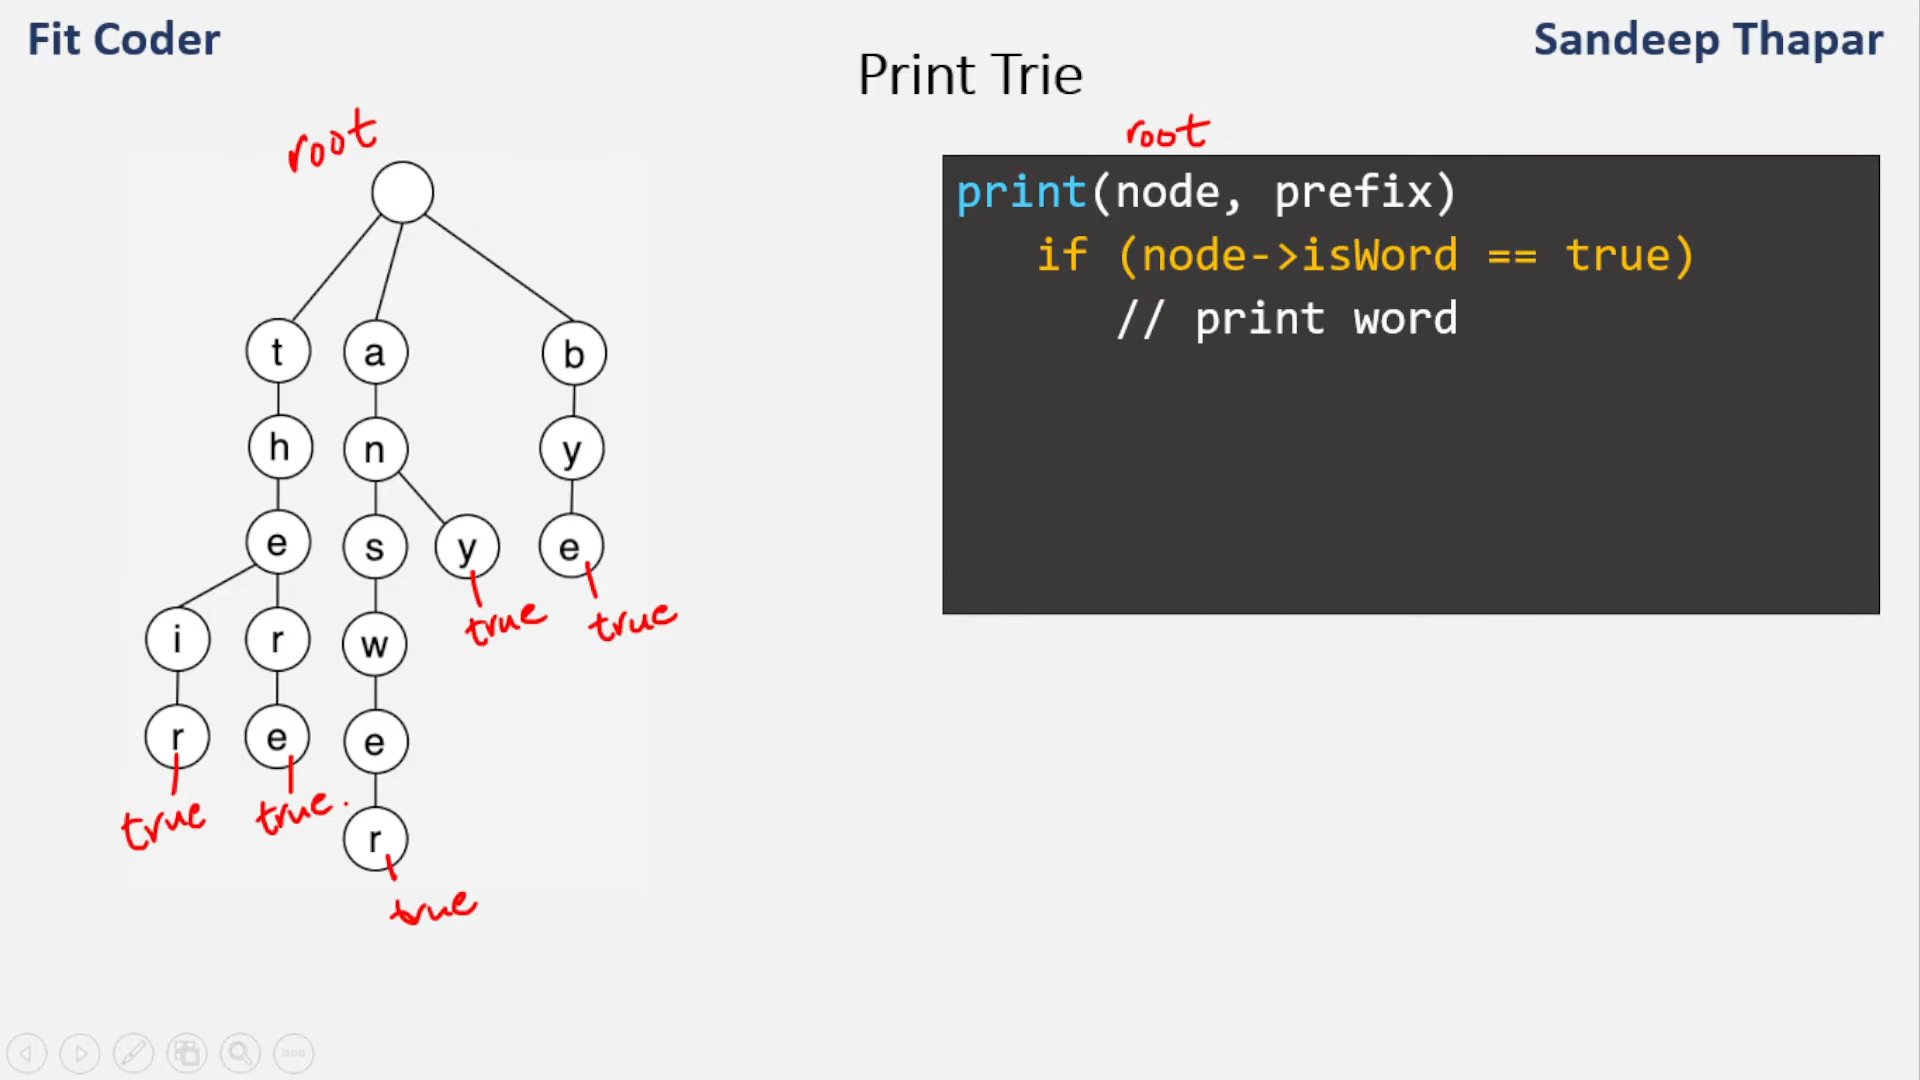 Fit Coder
Sandeep Thapar
Print Trie
root
root
print(node, prefix)
if (node->isWord == true)
// print word
t a b
h n y
e s y e
i r w
r e e
r
true true
true true.
true